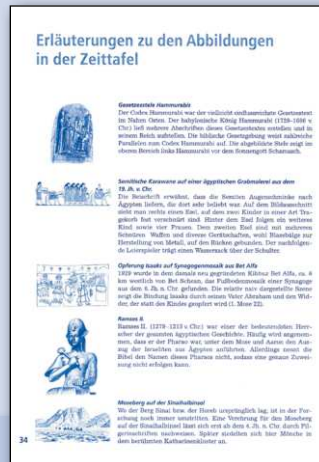 Erläuterungen zu den Abbildungen
in der Zeittafel
Gesetzesstele Hammurabis
Der Codex Hammurabi war der vielleicht einflussreichste Gesetzestext
im Nahen Osten. Der babylonische König Hammurabi (1728–1686 v.
Chr.) ließ mehrere Abschriften dieses Gesetzestextes erstellen und in
seinem Reich aufstellen. Die biblische Gesetzgebung weist zahlreiche
Parallelen zum Codex Hammurabi auf. Die abgebildete Stele zeigt im
oberen Bereich links Hammurabi vor dem Sonnengott Schamasch.
Semitische Karawane auf einer ägyptischen Grabmalerei aus dem
19. Jh. v. Chr.
Die Beischrift erwähnt, dass die Semiten Augenschminke nach
Ägypten liefern, die dort sehr beliebt war. Auf dem Bildausschnitt
sieht man rechts einen Esel, auf dem zwei Kinder in einer Art Tra-
gekorb fest verschnürt sind. Hinter dem Esel folgen ein weiteres
Kind sowie vier Frauen. Dem zweiten Esel sind mit mehreren
Schnüren Waffen und diverse Gerätschaften, wohl Blasebälge zur
Herstellung von Metall, auf den Rücken gebunden. Der nachfolgen-
de Leierspieler trägt einen Wassersack über der Schulter.
Opferung Isaaks auf Synagogenmosaik aus Bet Alfa
1929 wurde in dem damals neu gegründeten Kibbuz Bet Alfa, ca. 6
km westlich von Bet Schean, das Fußbodenmosaik einer Synagoge
aus dem 6. Jh. n. Chr. gefunden. Die relativ naiv dargestellte Szene
zeigt die Bindung Isaaks durch seinen Vater Abraham und den Wid-
der, der statt des Kindes geopfert wird (1. Mose 22).
Ramses II.
Ramses II. (1279–1213 v. Chr.) war einer der bedeutendsten Herr-
scher der gesamten ägyptischen Geschichte. Häufig wird angenom-
men, dass er der Pharao war, unter dem Mose und Aaron den Aus-
zug der Israeliten aus Ägypten anführten. Allerdings nennt die
Bibel den Namen dieses Pharaos nicht, sodass eine genaue Zuwei-
sung nicht erfolgen kann.
Moseberg auf der Sinaihalbinsel
Wo der Berg Sinai bzw. der Horeb ursprünglich lag, ist in der For-
schung noch immer umstritten. Eine Verehrung für den Moseberg
auf der Sinaihalbinsel lässt sich erst ab dem 4. Jh. n. Chr. durch Pil-
gerinschriften nachweisen. Später siedelten sich hier Mönche in
dem berühmten Katharinenkloster an.
34